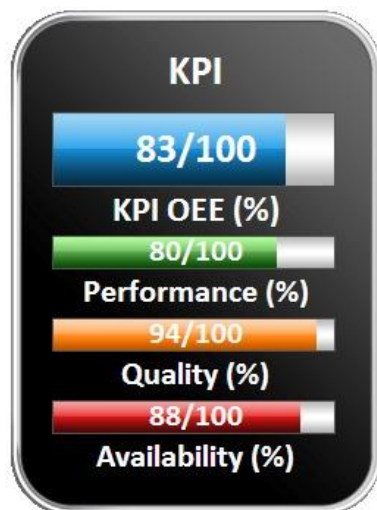 KPI
83/100
KPI OEE (%)
80/100
Performance (%)
94/100
Quality (%)
88/100
Availability (%)